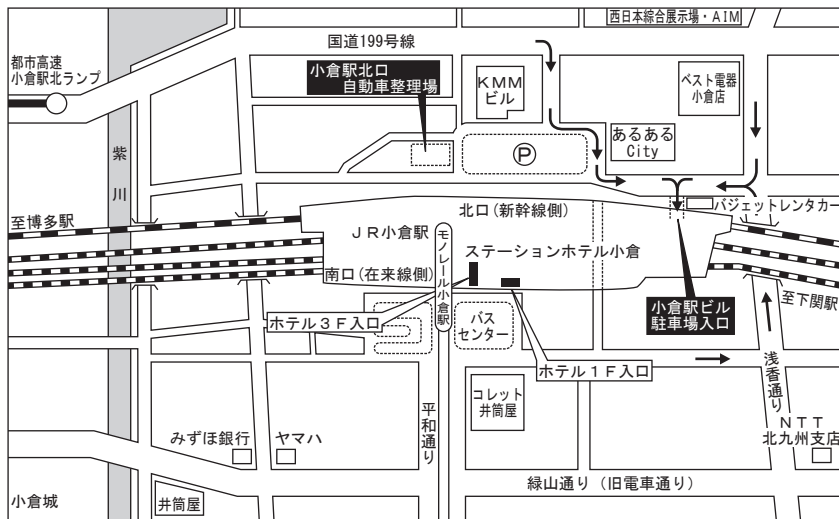 西日本綜合展示場・AIM
国道199号線
都市高速
小倉駅北ランプ
小倉駅北口
自動車整理場
KMM
ビル
ベスト電器
小倉店
あるある
City
P
紫川
至博多駅
北口(新幹線側)
バジェットレンタカー
JR小倉駅
モノレール小倉駅
ステーションホテル小倉
南口(在来線側)
小倉駅ビル
駐車場入口
至下関駅
ホテル3F入口
バス
センター
ホテル1F入口
浅香通り
コレット
井筒屋
平和通り
NTT
北九州支店
みずほ銀行
ヤマハ
緑山通り(旧電車通り)
小倉城
井筒屋